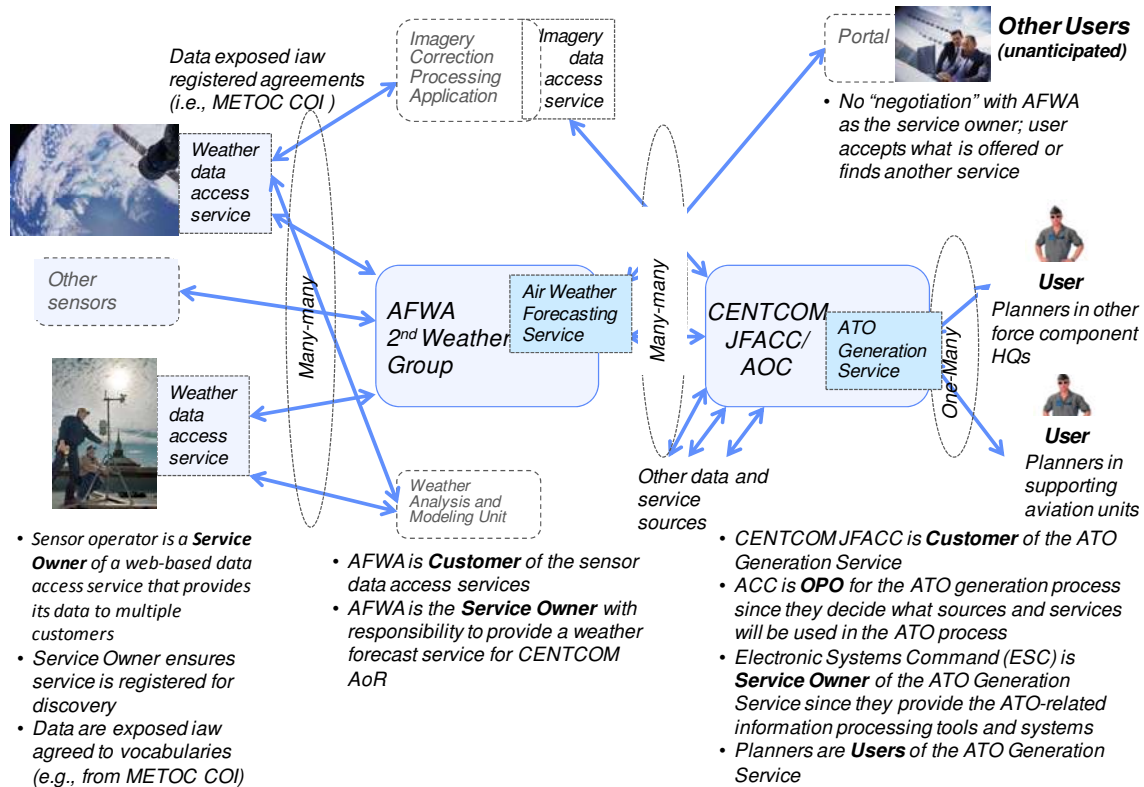 Data exposed iaw
registered agreements
(i.e., METOC COI )
Imagery
Correction
Processing
Application
Imagery
data
access
service
Portal
Other Users
(unanticipated)
• No “negotiation” with AFWA
as the service owner; user
accepts what is offered or
finds another service
Weather
data
access
service
Other
sensors
Weather
data
access
service
Many-many
AFWA
2nd Weather
Group
Air Weather
Forecasting
Service
Many-many
CENTCOM
JFACC/
AOC
ATO
Generation
Service
One-Many
User
Planners in other
force component
HQs
User
Planners in
supporting
aviation units
Weather
Analysis and
Modeling Unit
Other data and
service
sources
• Sensor operator is a Service
Owner of a web-based data
access service that provides
its data to multiple
customers
• Service Owner ensures
service is registered for
discovery
• Data are exposed iaw
agreed to vocabularies
(e.g., from METOC COI)
• AFWA is Customer of the sensor
data access services
• AFWA is the Service Owner with
responsibility to provide a weather
forecast service for CENTCOM
AoR
• CENTCOM JFACC is Customer of the ATO
Generation Service
• ACC is OPO for the ATO generation process
since they decide what sources and services
will be used in the ATO process
• Electronic Systems Command (ESC) is
Service Owner of the ATO Generation
Service since they provide the ATO-related
information processing tools and systems
• Planners are Users of the ATO Generation
Service